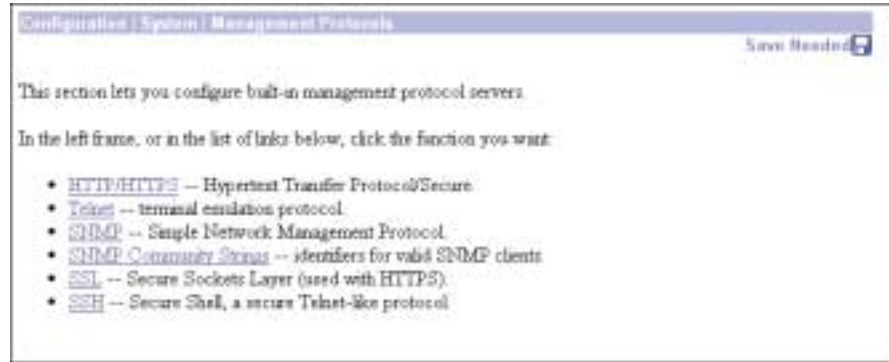 Configuration | System | Management Protocols
Save Needed
This section lets you configure built-in management protocol servers.
In the left frame, or in the list of links below, click the function you want:
• HTTP/HTTPS -- Hypertext Transfer Protocol/Secure.
• Telnet -- terminal emulation protocol.
• SNMP -- Simple Network Management Protocol.
• SNMP Community Strings -- identifiers for valid SNMP clients.
• SSL -- Secure Sockets Layer (used with HTTPS).
• SSH -- Secure Shell, a secure Telnet-like protocol.